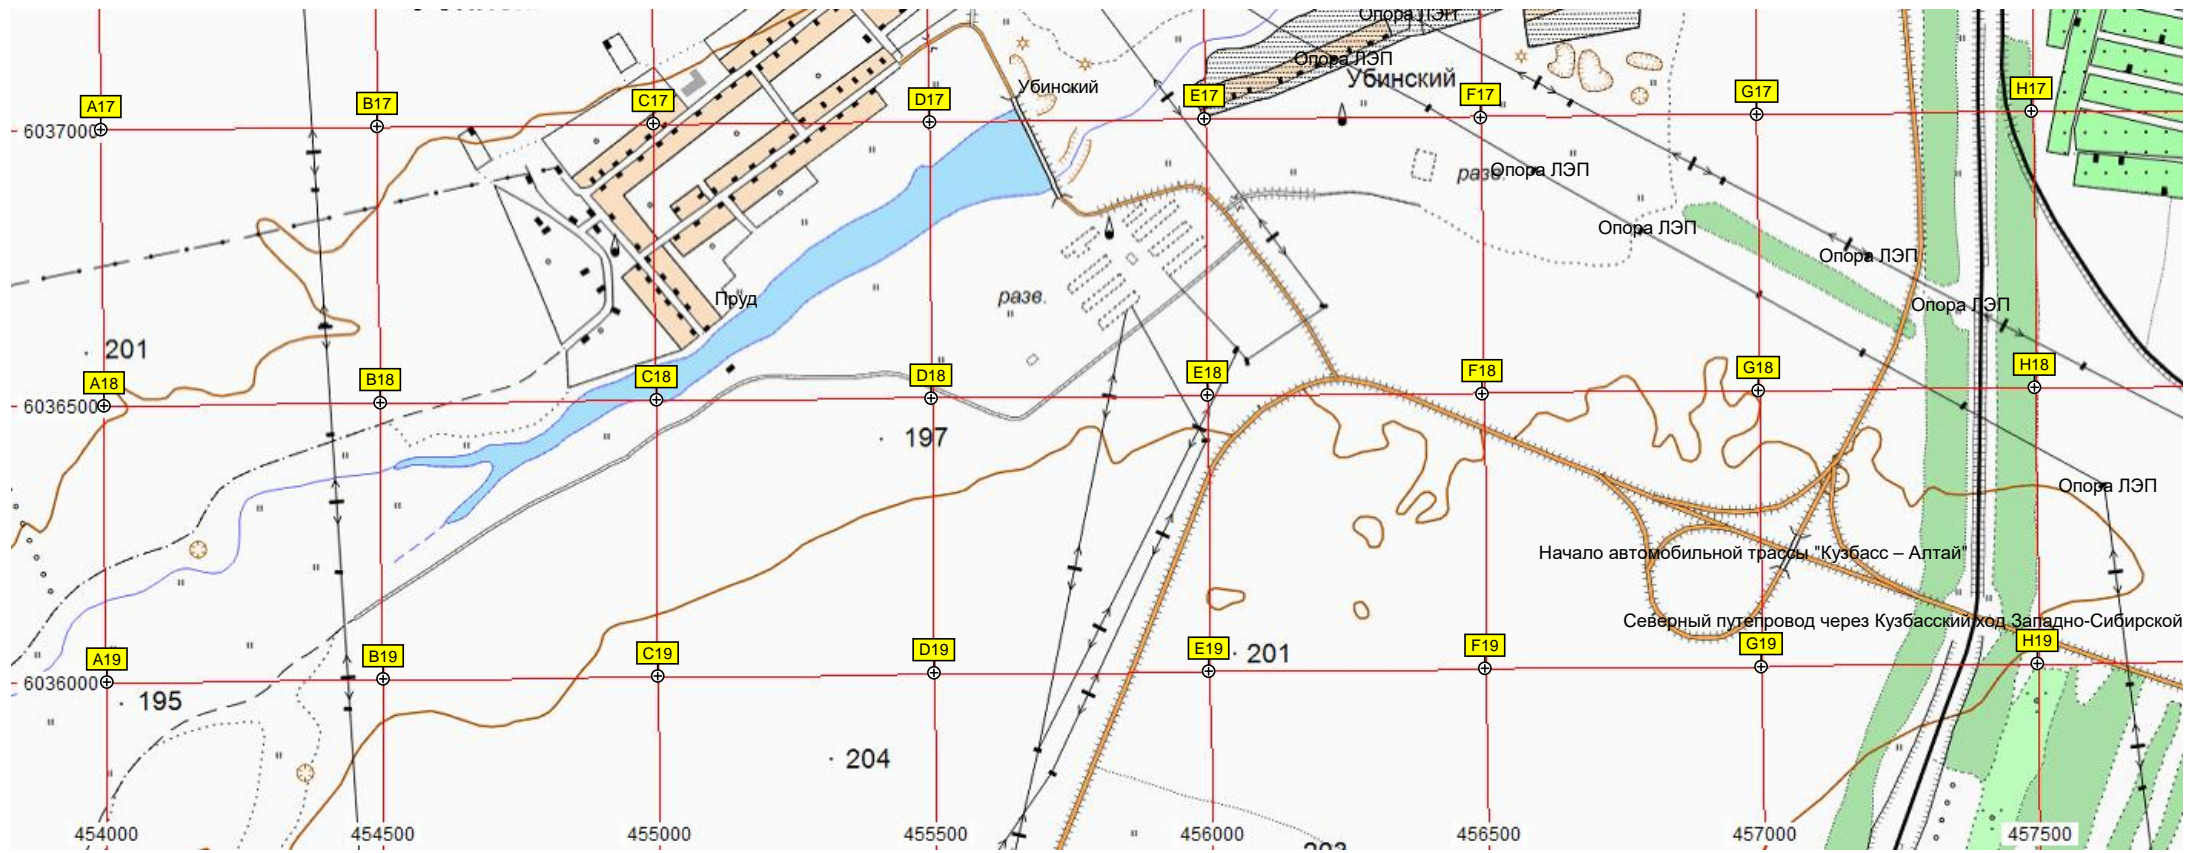 Опора ЛЭП
Опора ЛЭП
Убинский
Убинский
A17
B17
C17
D17
E17
F17
G17
H17
6037000
разв.
Опора ЛЭП
Опора ЛЭП
Опора ЛЭП
разв.
Пруд
Опора ЛЭП
201
A18
B18
C18
D18
E18
F18
G18
H18
6036500
197
Опора ЛЭП
Начало автомобильной трассы "Кузбасс – Алтай"
Северный путепровод через Кузбасский ход Западно-Сибирской
A19
B19
C19
D19
E19
F19
G19
H19
201
6036000
195
204
454000
454500
455000
455500
456000
456500
457000
457500